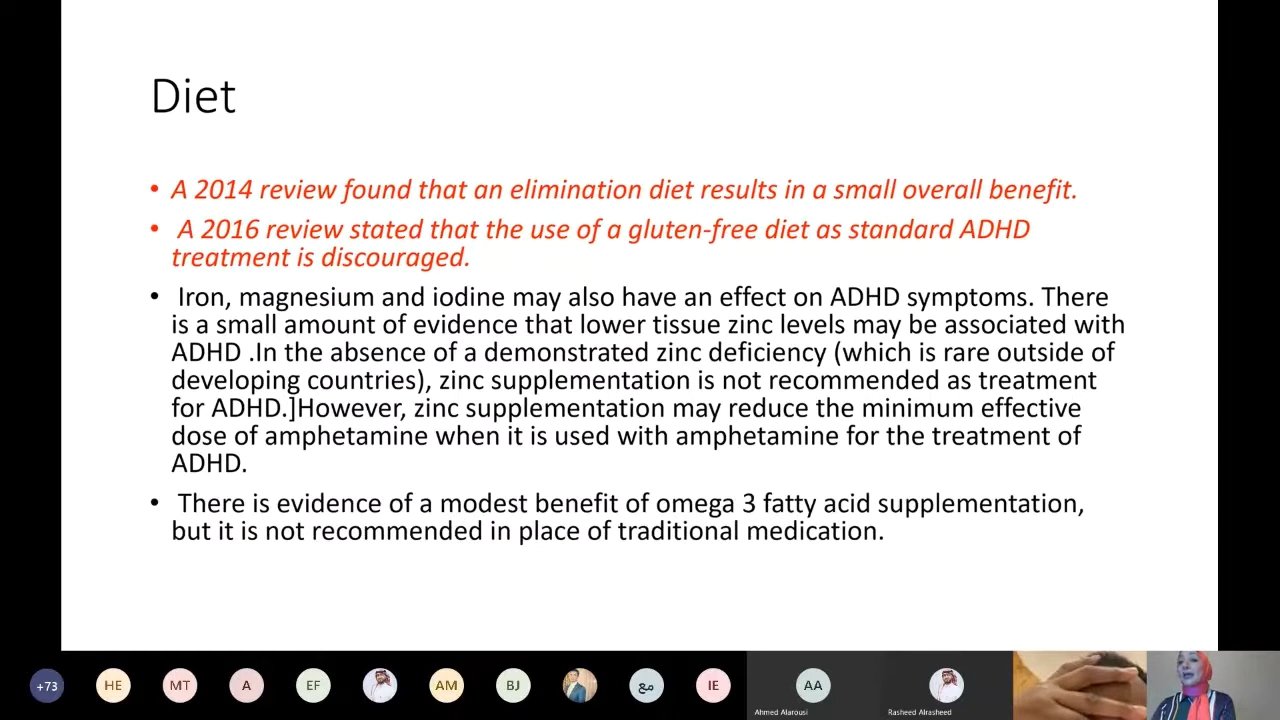 Diet
• A 2014 review found that an elimination diet results in a small overall benefit.
• A 2016 review stated that the use of a gluten-free diet as standard ADHD
treatment is discouraged.
• Iron, magnesium and iodine may also have an effect on ADHD symptoms. There
is a small amount of evidence that lower tissue zinc levels may be associated with
ADHD .In the absence of a demonstrated zinc deficiency (which is rare outside of
developing countries), zinc supplementation is not recommended as treatment
for ADHD.]However, zinc supplementation may reduce the minimum effective
dose of amphetamine when it is used with amphetamine for the treatment of
ADHD.
• There is evidence of a modest benefit of omega 3 fatty acid supplementation,
but it is not recommended in place of traditional medication.
+73 HE MT A EF AM BJ مع IE AA
Ahmed Alarousi Rasheed Alrasheed